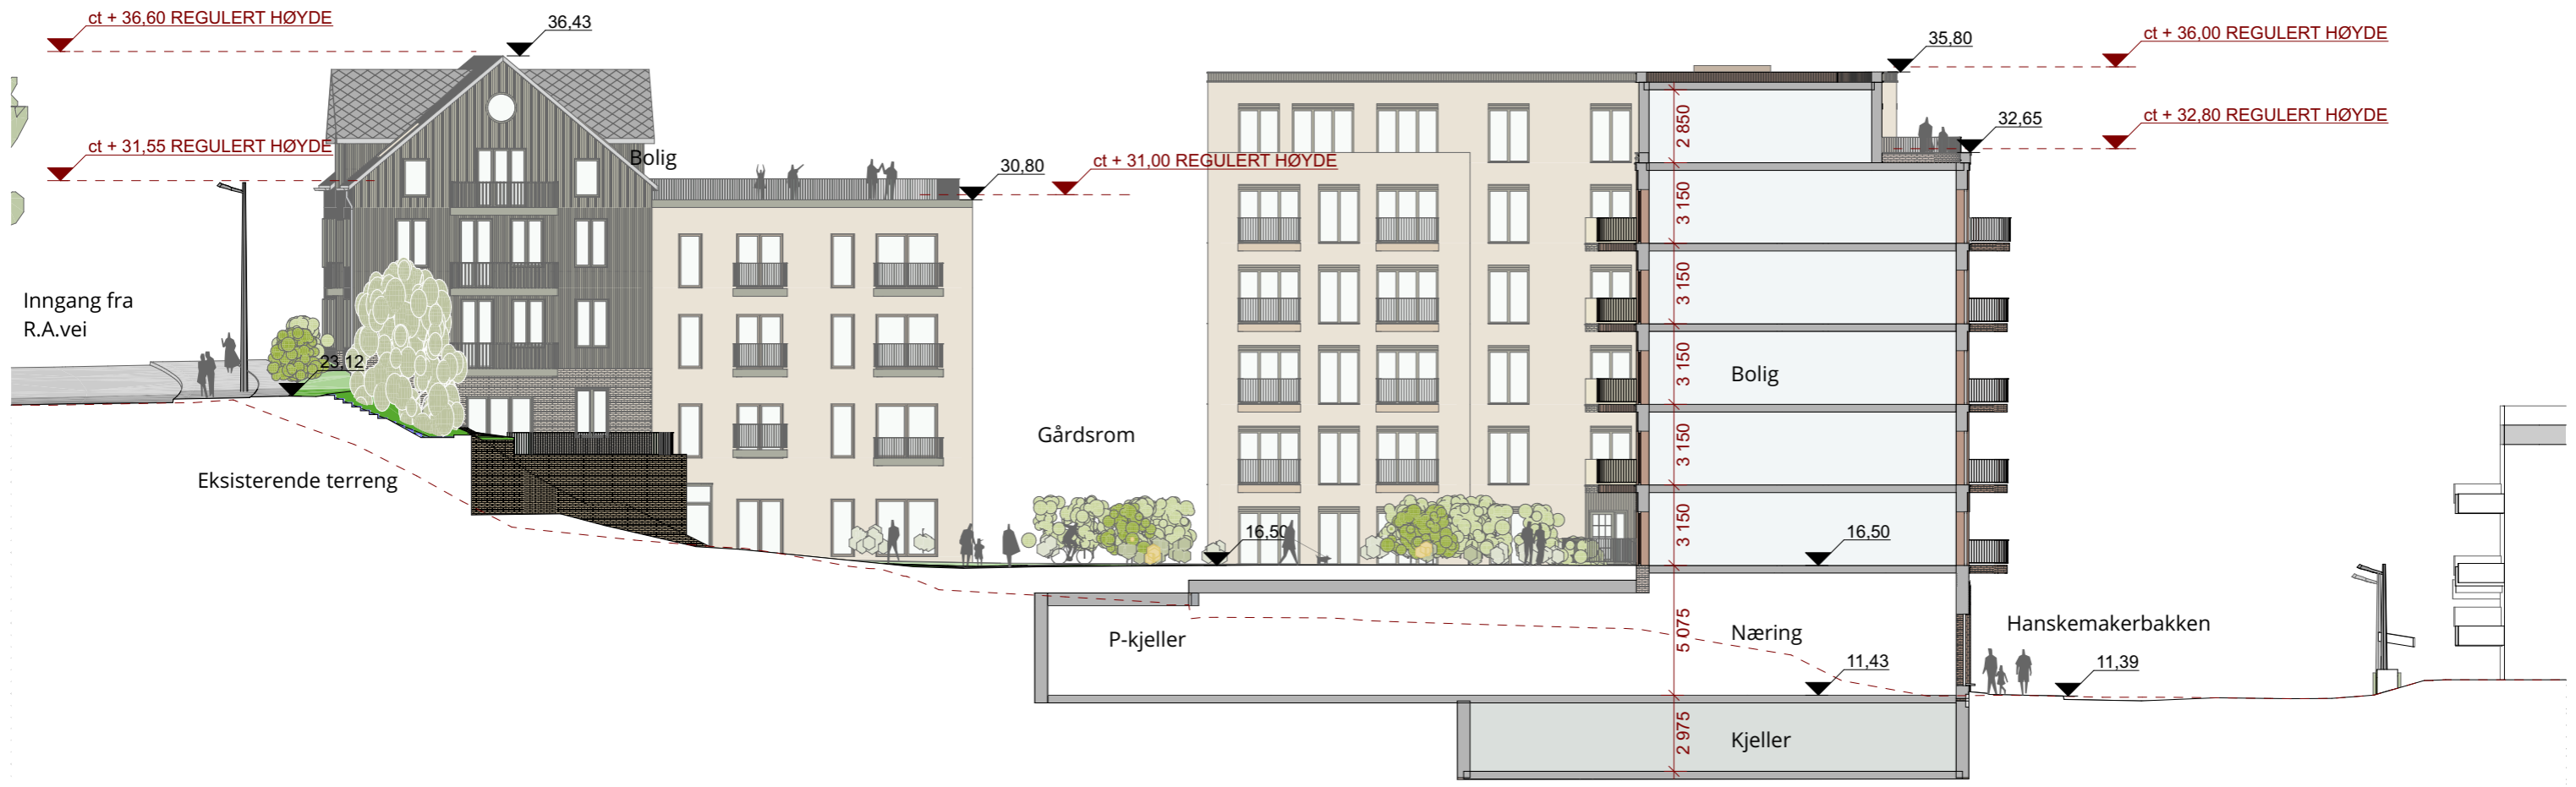 ct + 36,60 REGULERT HØYDE
36,43
35,80
ct + 36,00 REGULERT HØYDE
ct + 31,55 REGULERT HØYDE
Bolig
30,80
ct + 31,00 REGULERT HØYDE
2 850
32,65
ct + 32,80 REGULERT HØYDE
3 150
3 150
Inngang fra
R.A.vei
23,12
3 150
Bolig
Gårdsrom
3 150
Eksisterende terreng
3 150
16,50
16,50
P-kjeller
5 075
Næring
11,43
Hanskemakerbakken
11,39
2 975
Kjeller